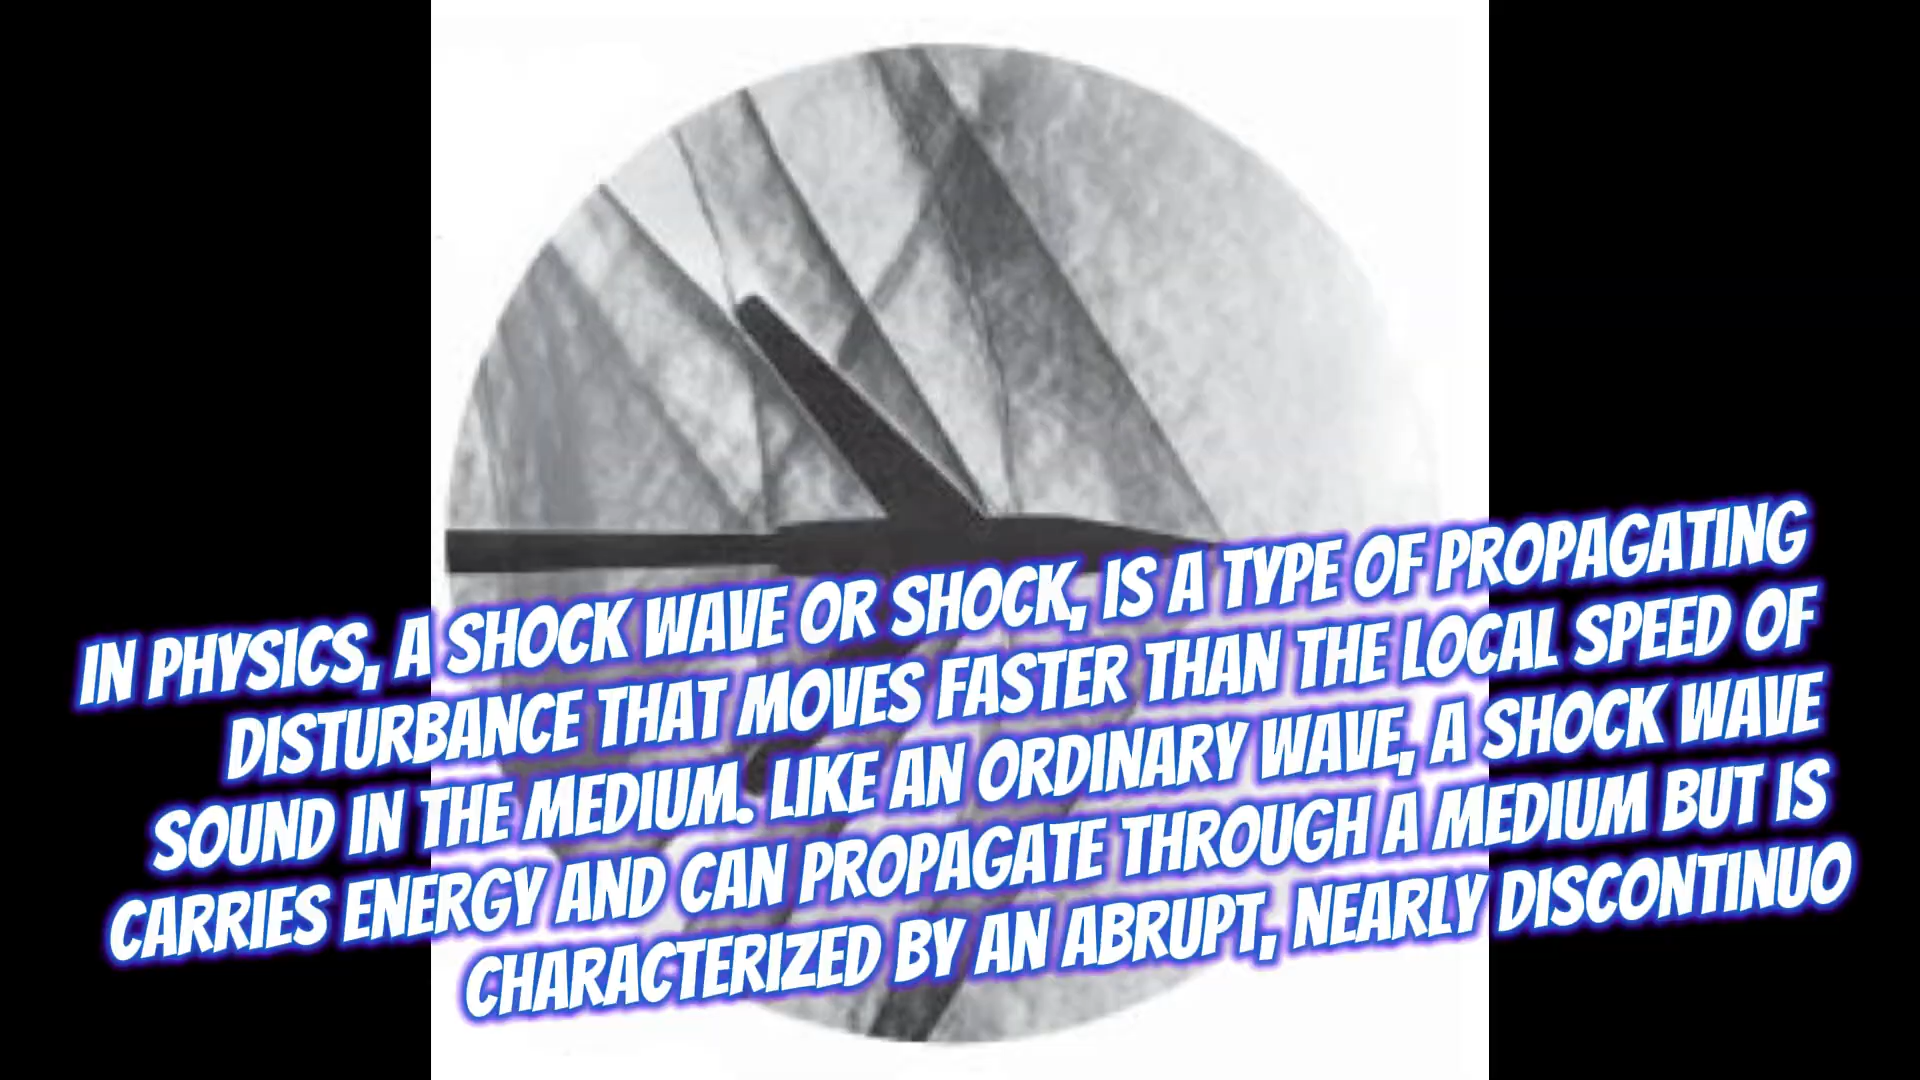 IN PHYSICS, A SHOCK WAVE OR SHOCK, IS A TYPE OF PROPAGATING
DISTURBANCE THAT MOVES FASTER THAN THE LOCAL SPEED OF
SOUND IN THE MEDIUM. LIKE AN ORDINARY WAVE, A SHOCK WAVE
CARRIES ENERGY AND CAN PROPAGATE THROUGH A MEDIUM BUT IS
CHARACTERIZED BY AN ABRUPT, NEARLY DISCONTINUO